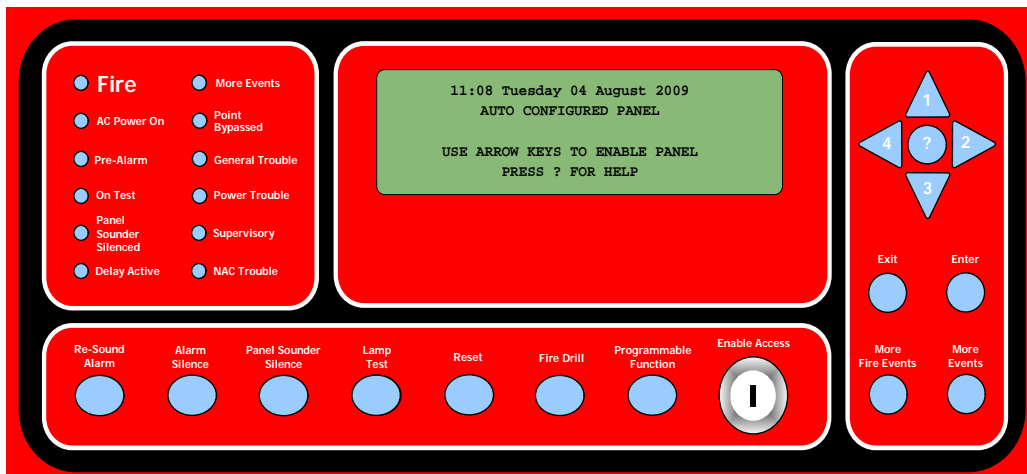 Fire
More Events
AC Power On
Point
Bypassed
Pre-Alarm
General Trouble
On Test
Power Trouble
Panel
Sounder
Silenced
Supervisory
Delay Active
NAC Trouble
11:08 Tuesday 04 August 2009
AUTO CONFIGURED PANEL
USE ARROW KEYS TO ENABLE PANEL
PRESS ? FOR HELP
1
4
?
2
3
Exit
Enter
More
Fire Events
More
Events
Re-Sound
Alarm
Alarm
Silence
Panel Sounder
Silence
Lamp
Test
Reset
Fire Drill
Programmable
Function
Enable Access